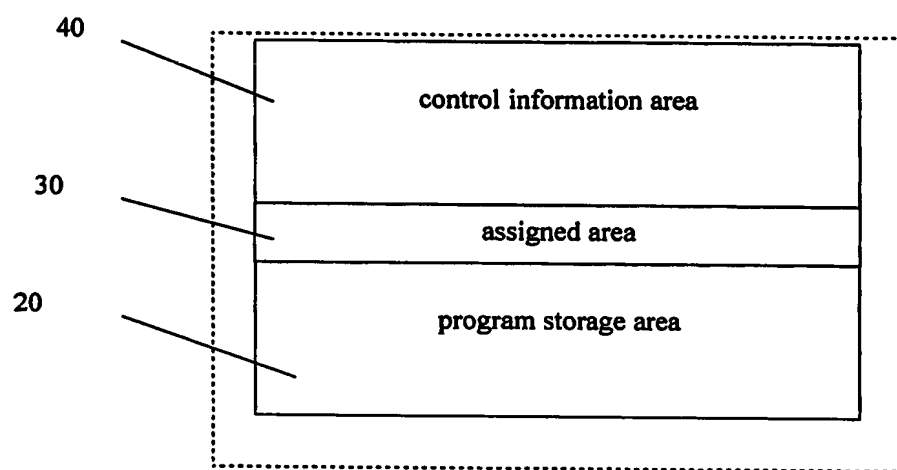 40
control information area
30
assigned area
20
program storage area